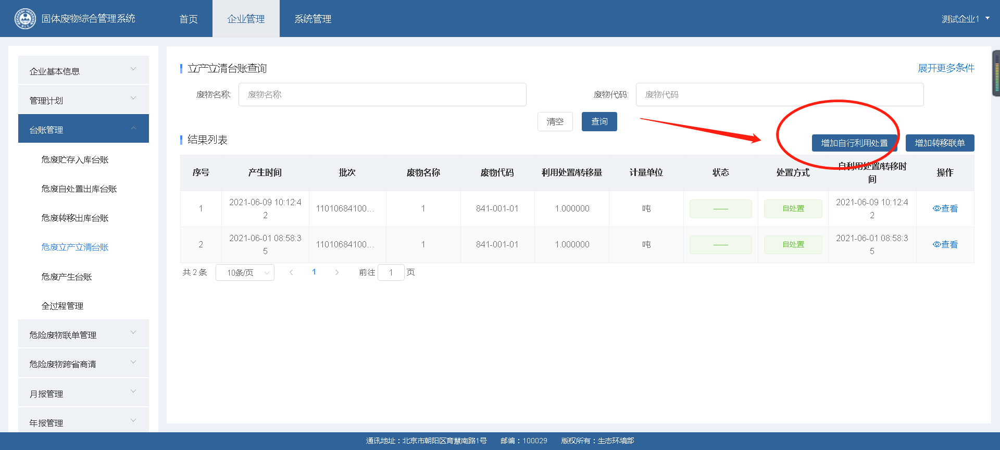 固体废物综合管理系统
首页
企业管理
系统管理
测试企业1
企业基本信息
管理计划
台账管理
危废贮存入库台账
危废自处置出库台账
危废转移出库台账
危废立产立清台账
危废产生台账
全过程管理
危险废物联单管理
危险废物跨省商请
月报管理
年报管理
立产立清台账查询
展开更多条件
废物名称: 废物名称
废物代码: 废物代码
清空 查询
结果列表
增加自行利用处置 增加转移联单
序号 产生时间 批次 废物名称 废物代码 利用处置/转移量 计量单位 状态 处置方式 自利用处置/转移时间 操作
1 2021-06-09 10:12:42 11010684100... 1 841-001-01 1.000000 吨 —— 自处置 2021-06-09 10:12:42 查看
2 2021-06-01 08:58:35 11010684100... 1 841-001-01 1.000000 吨 —— 自处置 2021-06-01 08:58:35 查看
共 2 条 10条/页 1 前往 1 页
通讯地址：北京市朝阳区育慧南路1号 邮编：100029 版权所有：生态环境部